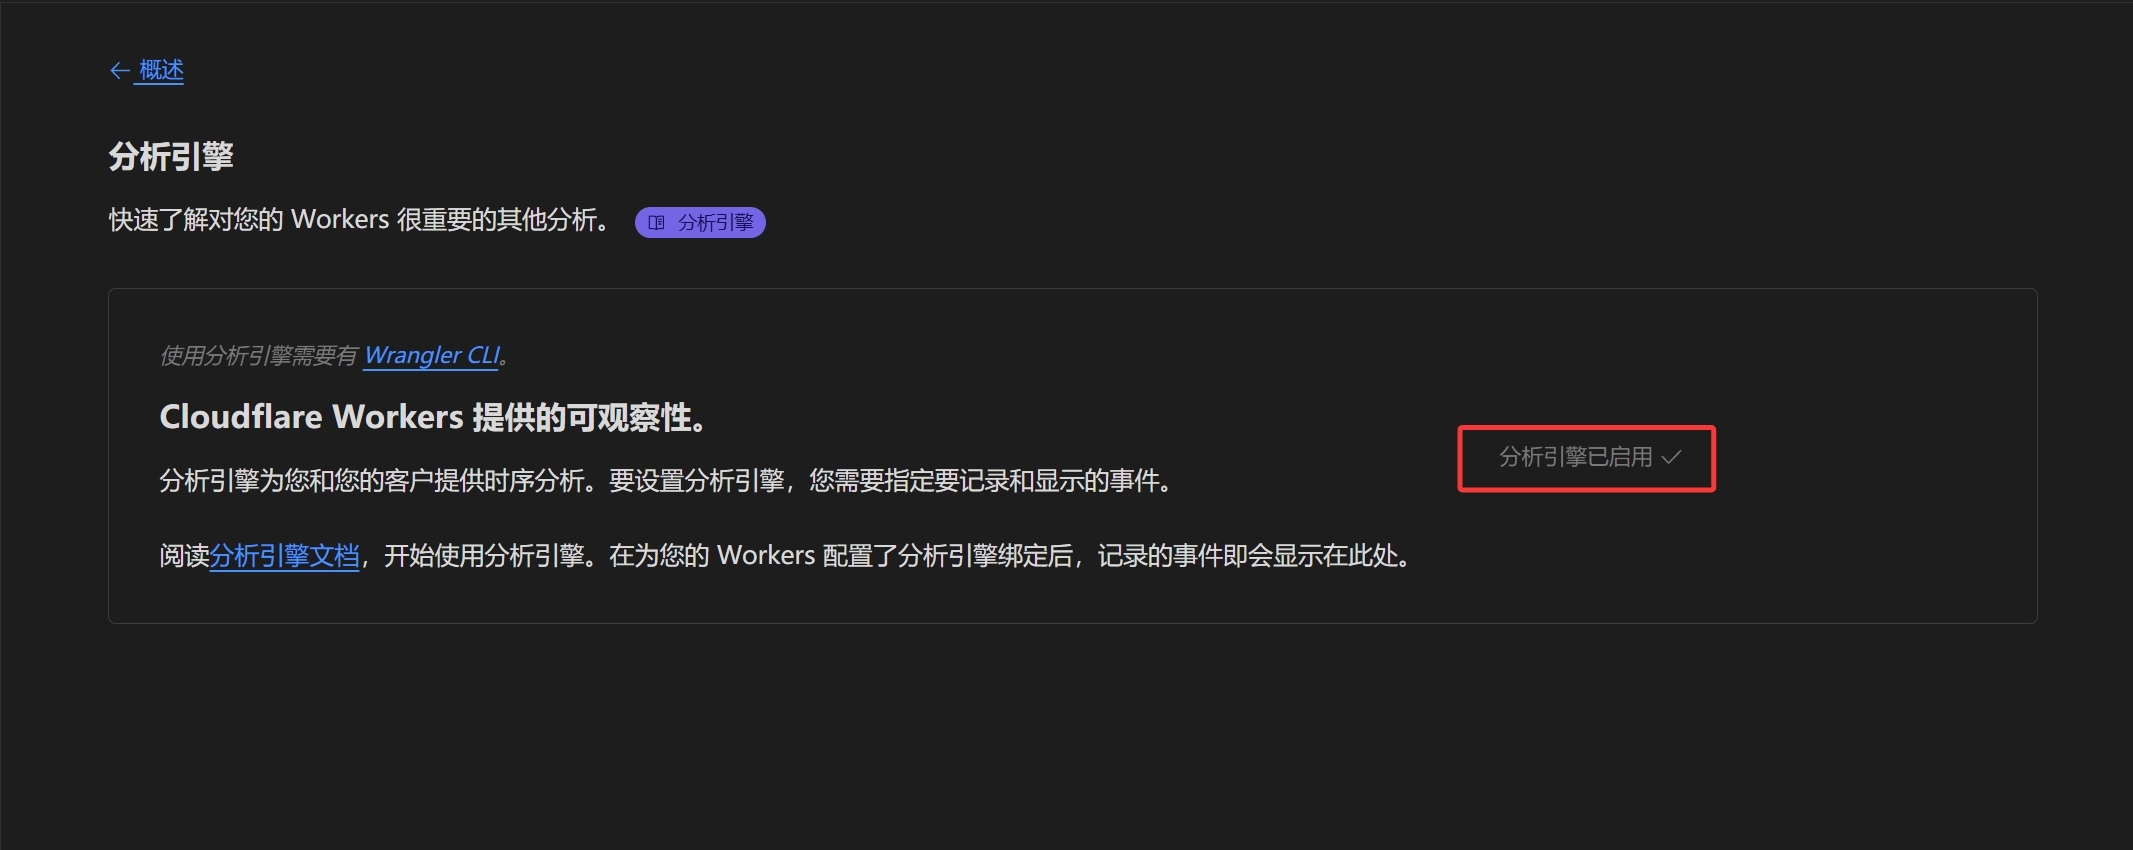 ← 概述
分析引擎
快速了解对您的 Workers 很重要的其他分析。 分析引擎
使用分析引擎需要有 Wrangler CLI。
Cloudflare Workers 提供的可观察性。
分析引擎已启用 ✓
分析引擎为您和您的客户提供时序分析。要设置分析引擎，您需要指定要记录和显示的事件。
阅读分析引擎文档，开始使用分析引擎。在为您的 Workers 配置了分析引擎绑定后，记录的事件即会显示在此处。